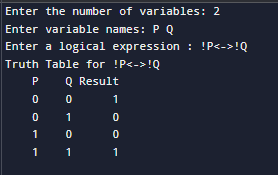 Enter the number of variables: 2
Enter variable names: P Q
Enter a logical expression : !P<->!Q
Truth Table for !P<->!Q
P Q Result
0 0 1
0 1 0
1 0 0
1 1 1